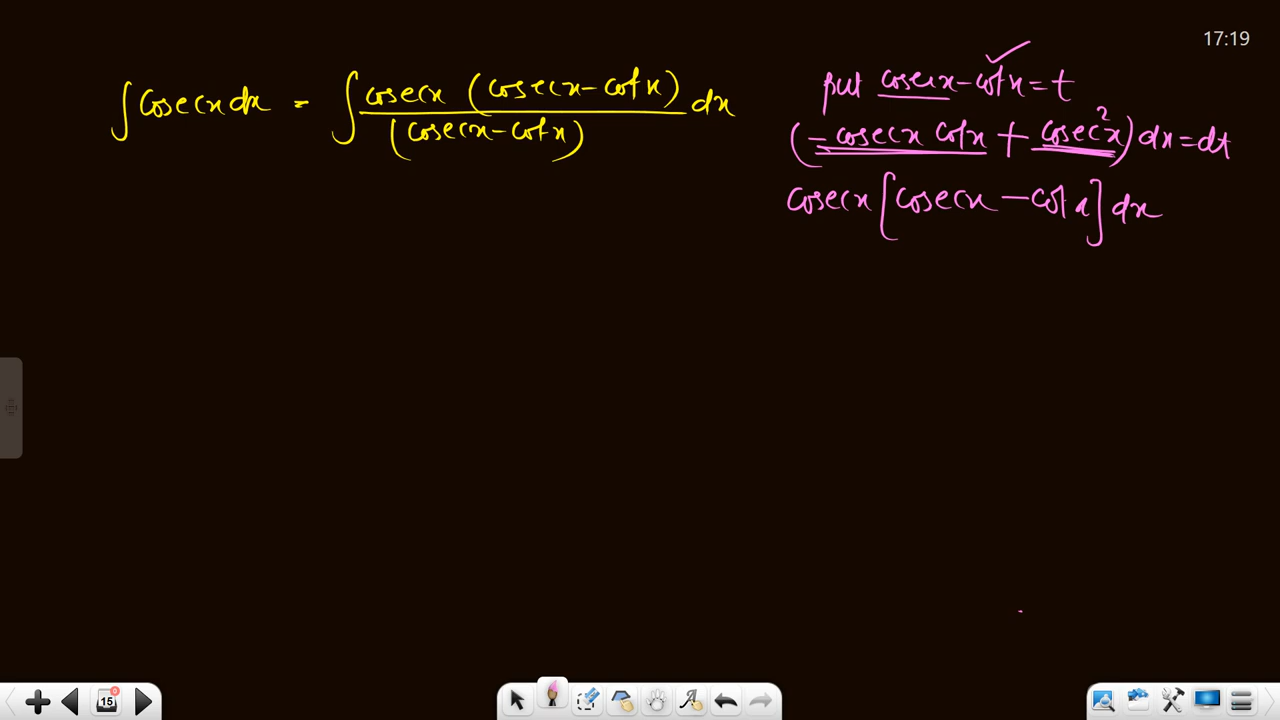 17:19
∫ cosecx dx = ∫ cosecx (cosecx - cotx) / (cosecx - cotx) dx
put cosecx - cotx = t
(-cosecx cotx + cosec²x) dx = dt
cosecx [cosecx - cotx] dx
15
0